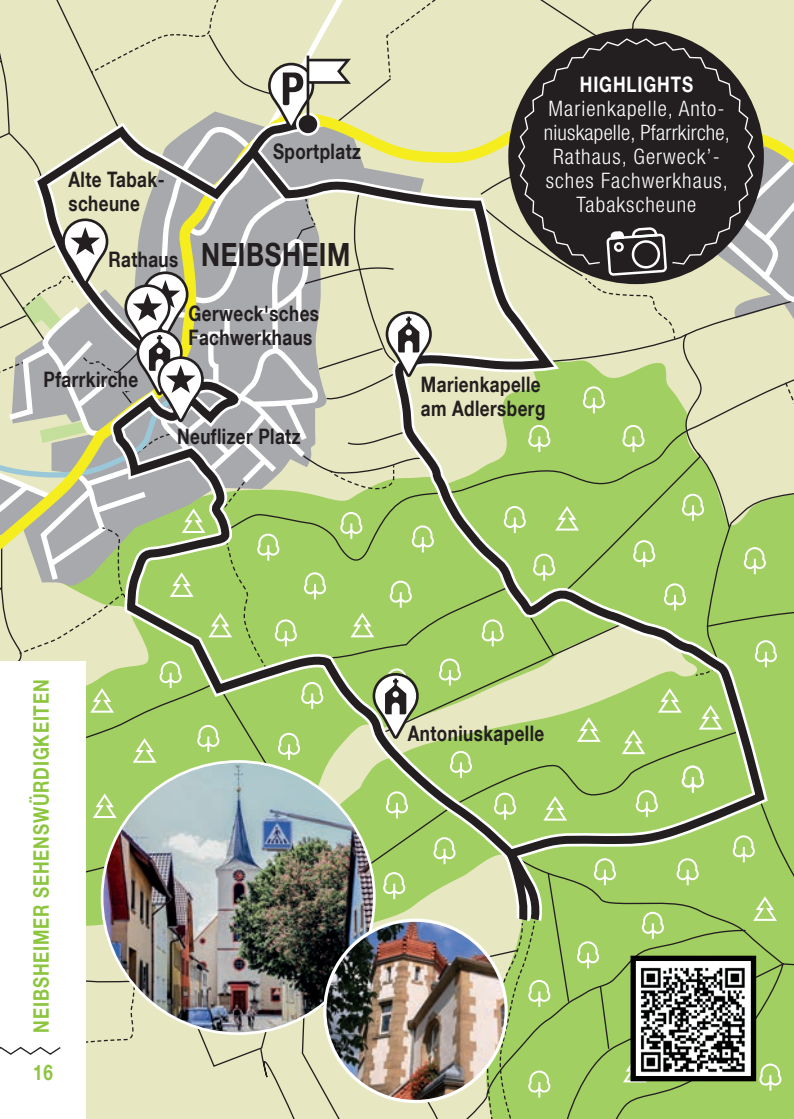 HIGHLIGHTS
Marienkapelle, Anto-
niuskapelle, Pfarrkirche,
Rathaus, Gerweck'-
sches Fachwerkhaus,
Tabakscheune
P
Sportplatz
Alte Tabak-
scheune
Rathaus
NEIBSHEIM
Gerweck'sches
Fachwerkhaus
Pfarrkirche
Neuflizer Platz
Marienkapelle
am Adlersberg
Antoniuskapelle
NEIBSHEIMER SEHENSWÜRDIGKEITEN
16